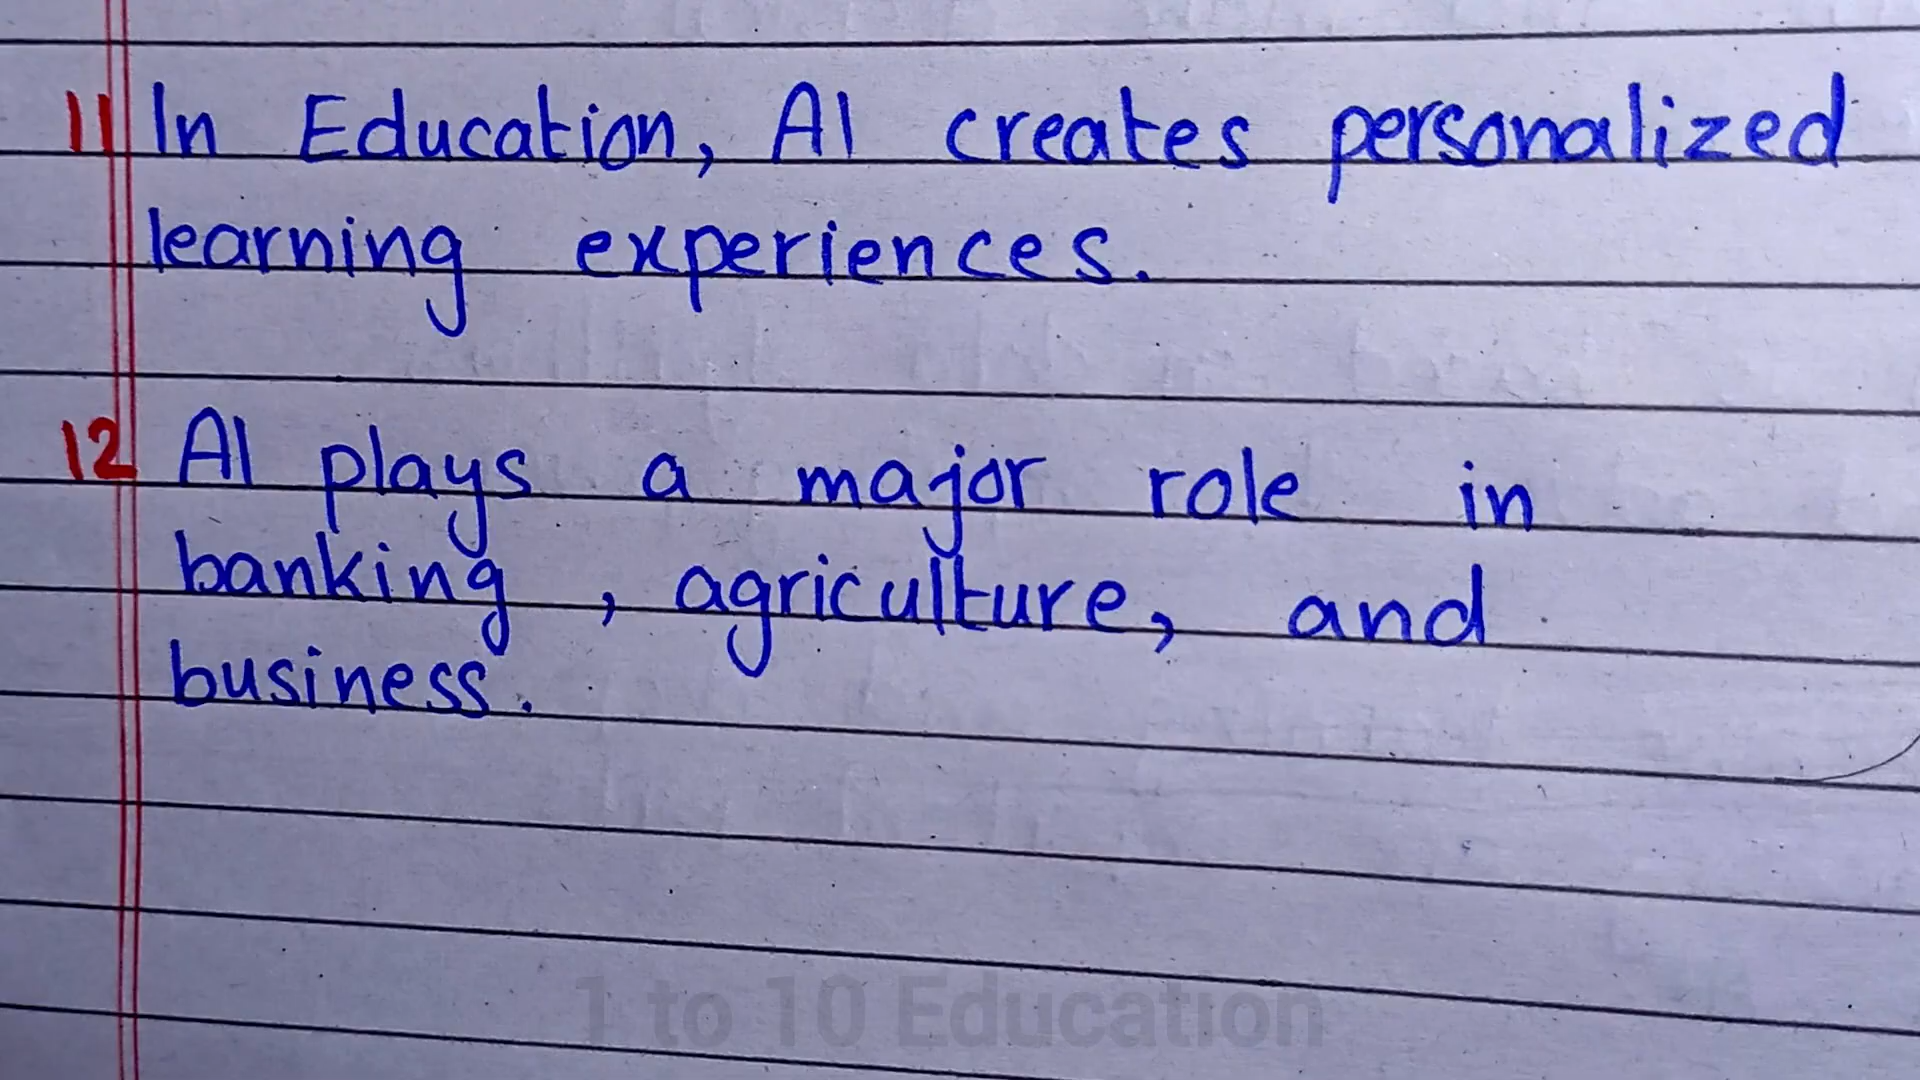 11 In Education, AI creates personalized
learning experiences.
12 AI plays a major role in
banking, agriculture, and
business.
1 to 10 Education